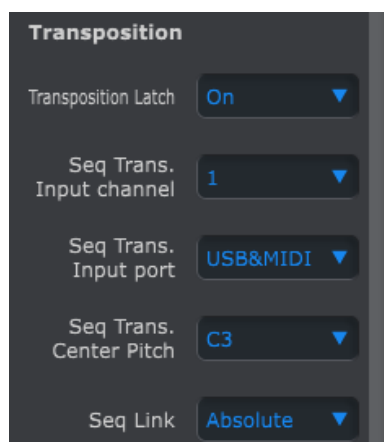 Transposition
Transposition Latch On
Seq Trans.
Input channel 1
Seq Trans.
Input port USB&MIDI
Seq Trans.
Center Pitch C3
Seq Link Absolute